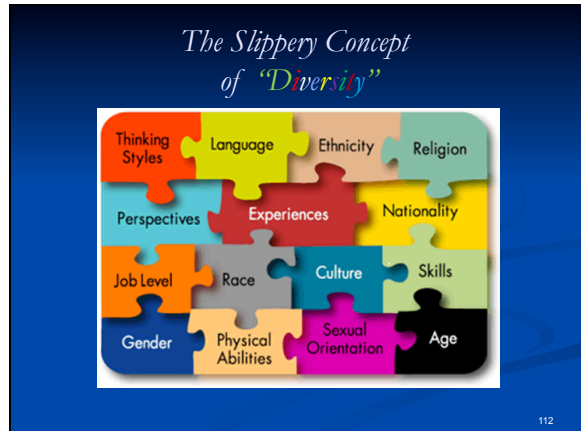 The Slippery Concept
of “Diversity”
Thinking
Styles
Language
Ethnicity
Religion
Perspectives
Experiences
Nationality
Job Level
Race
Culture
Skills
Gender
Physical
Abilities
Sexual
Orientation
Age
112